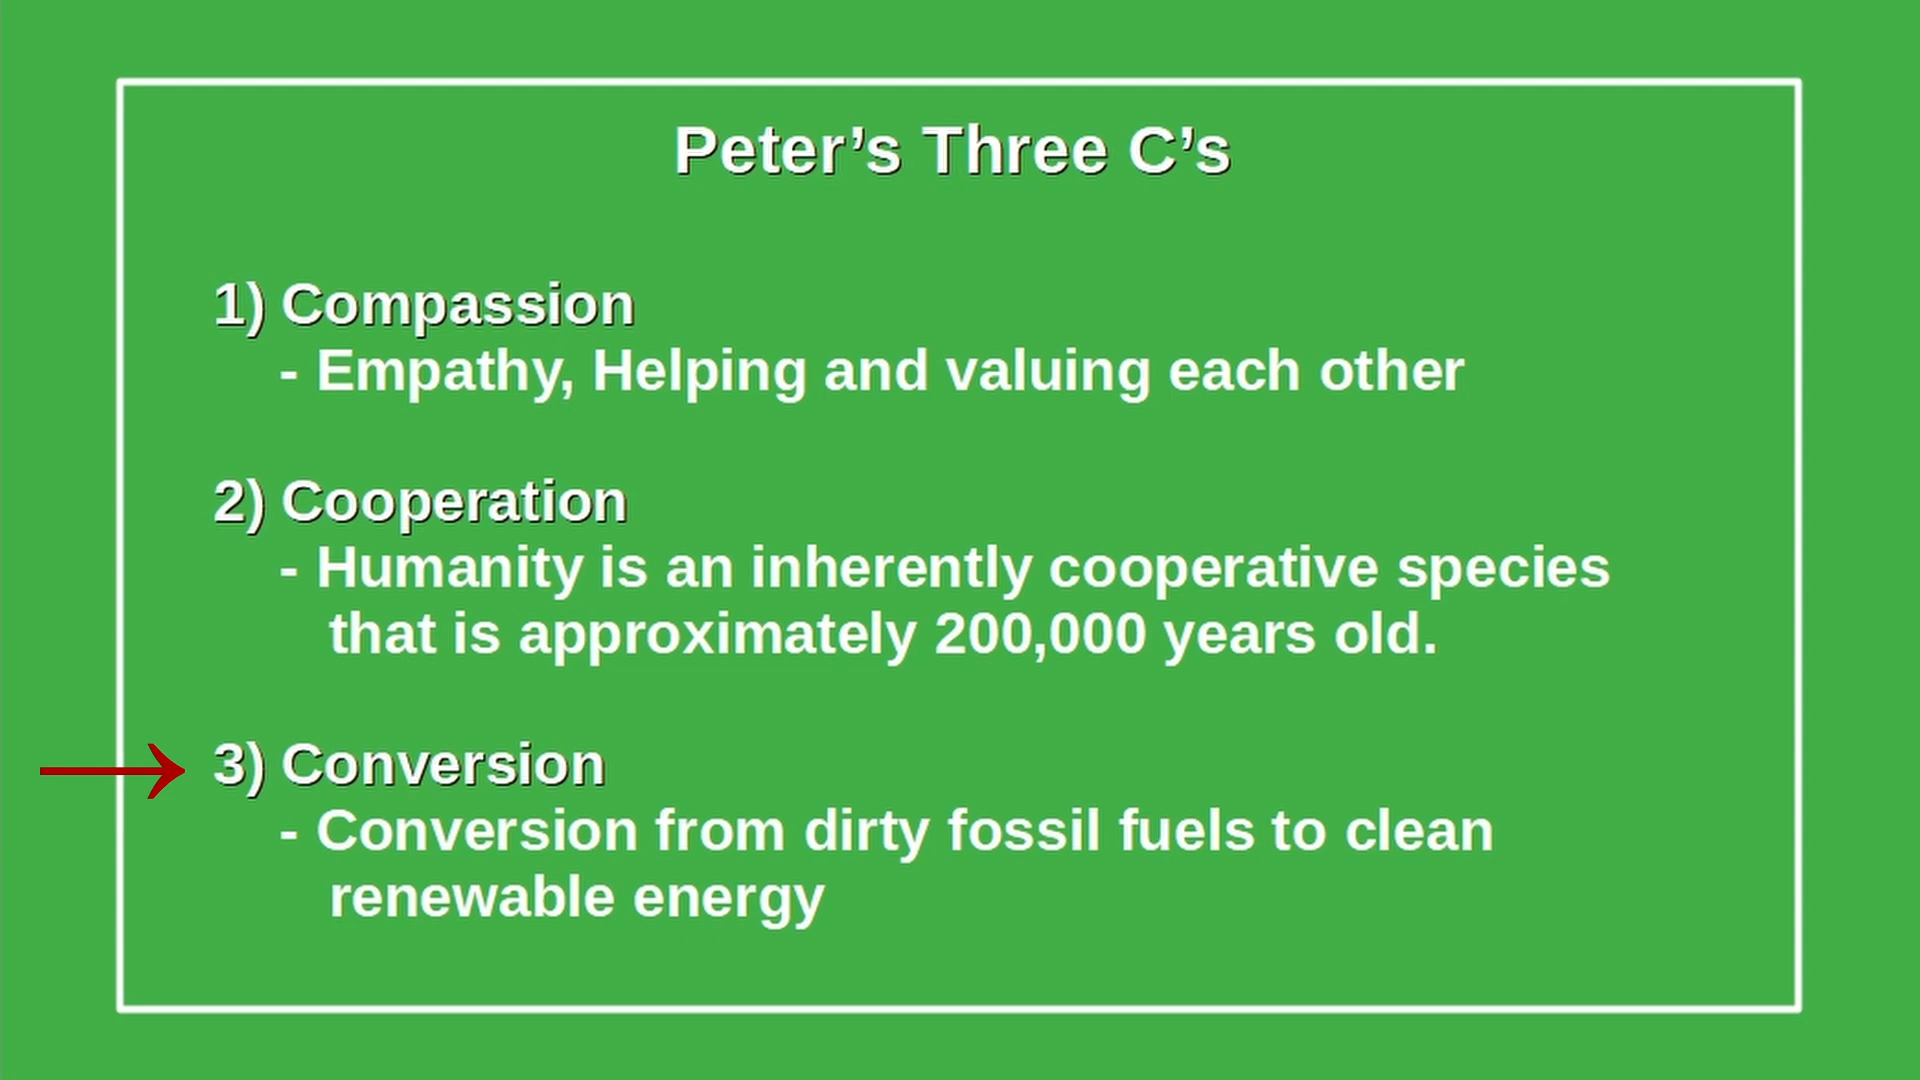 Peter’s Three C’s
1) Compassion
- Empathy, Helping and valuing each other
2) Cooperation
- Humanity is an inherently cooperative species
that is approximately 200,000 years old.
3) Conversion
- Conversion from dirty fossil fuels to clean
renewable energy